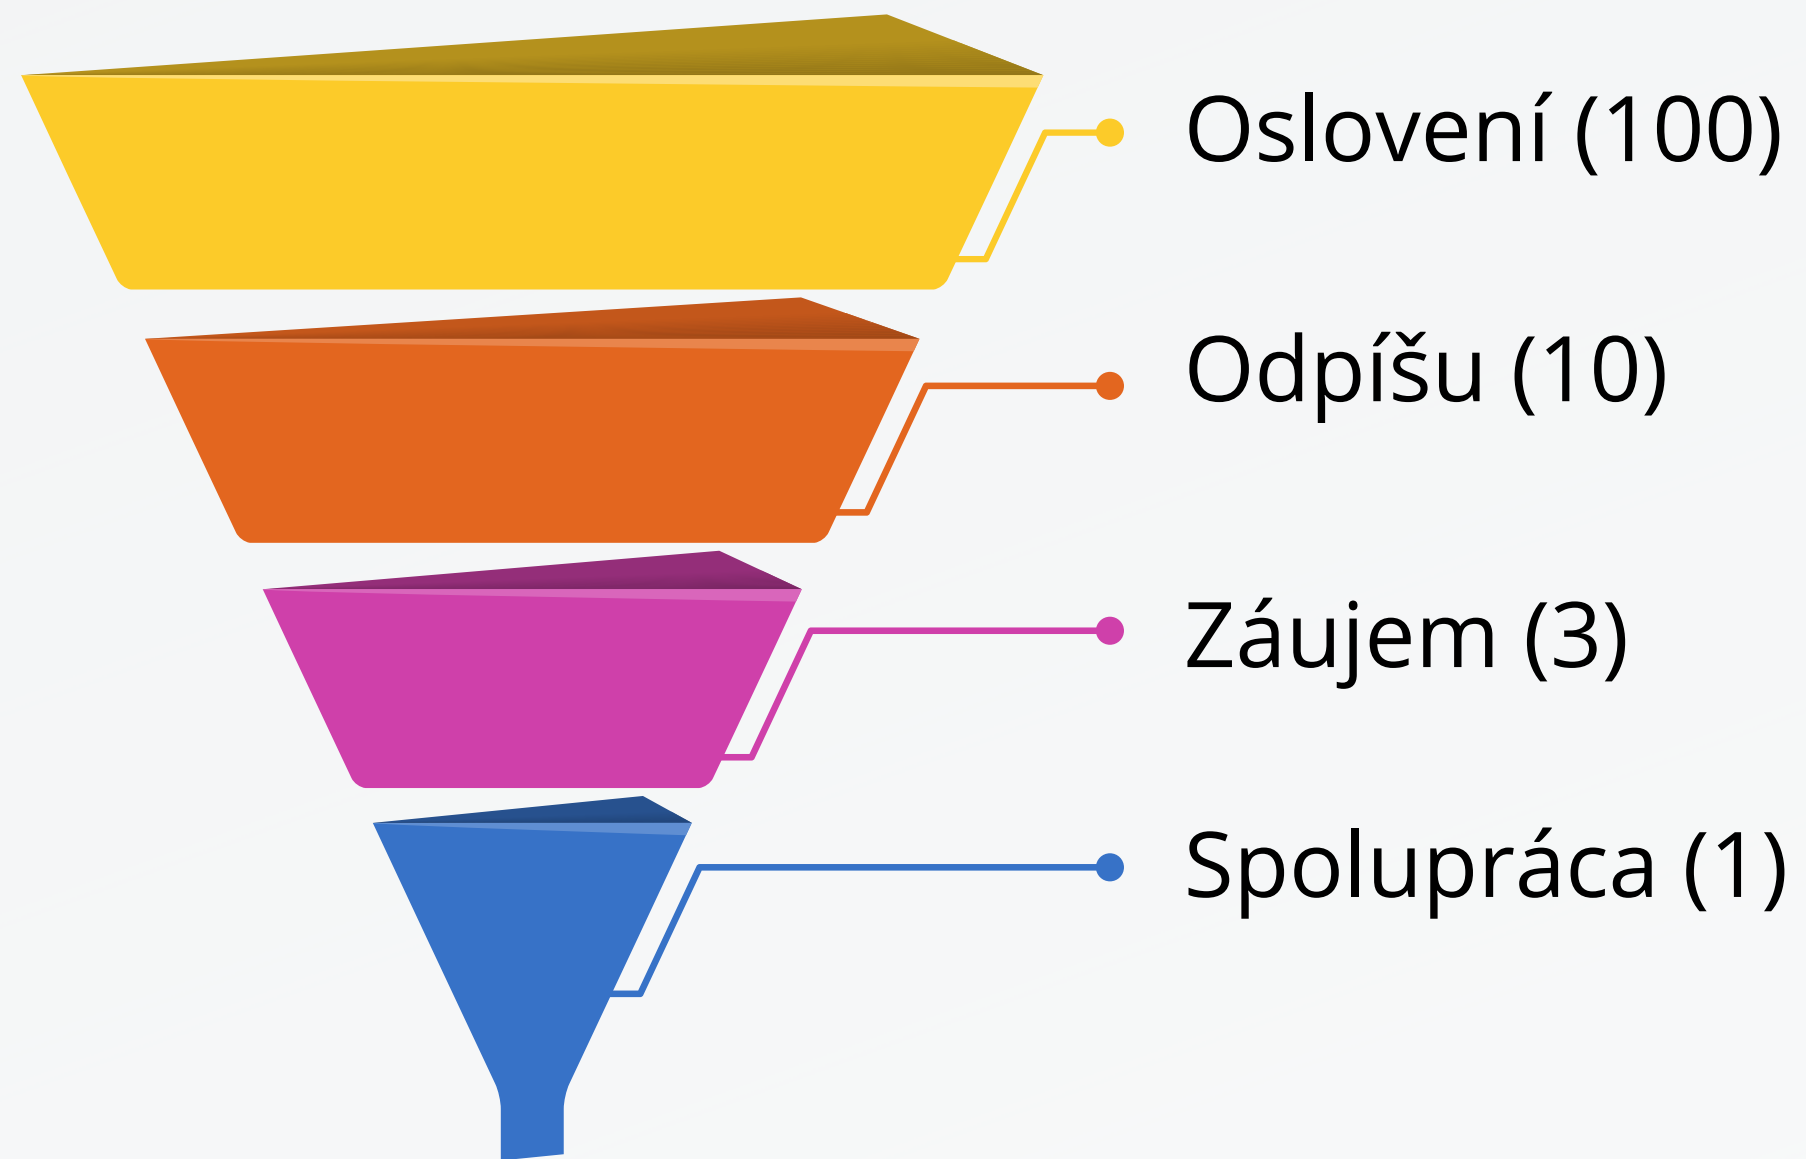 Oslovení (100)
Odpíšu (10)
Záujem (3)
Spolupráca (1)